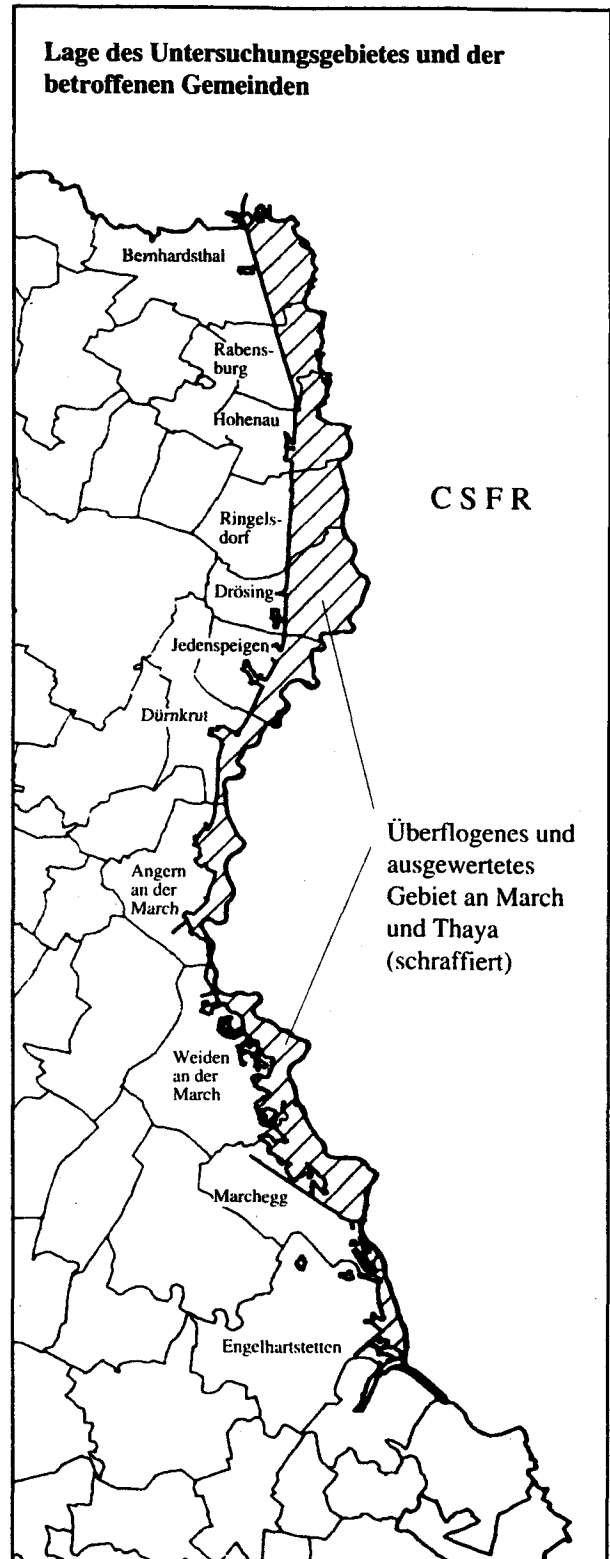 Lage des Untersuchungsgebietes und der
betroffenen Gemeinden
Bernhardsthal
Rabens-
burg
Hohenau
CSFR
Ringels-
dorf
Drösing
Jedenspeigen
Dürnkrut
Überflogenes und
ausgewertetes
Gebiet an March
und Thaya
(schraffiert)
Angern
an der
March
Weiden
an der
March
Marchegg
Engelhartstetten